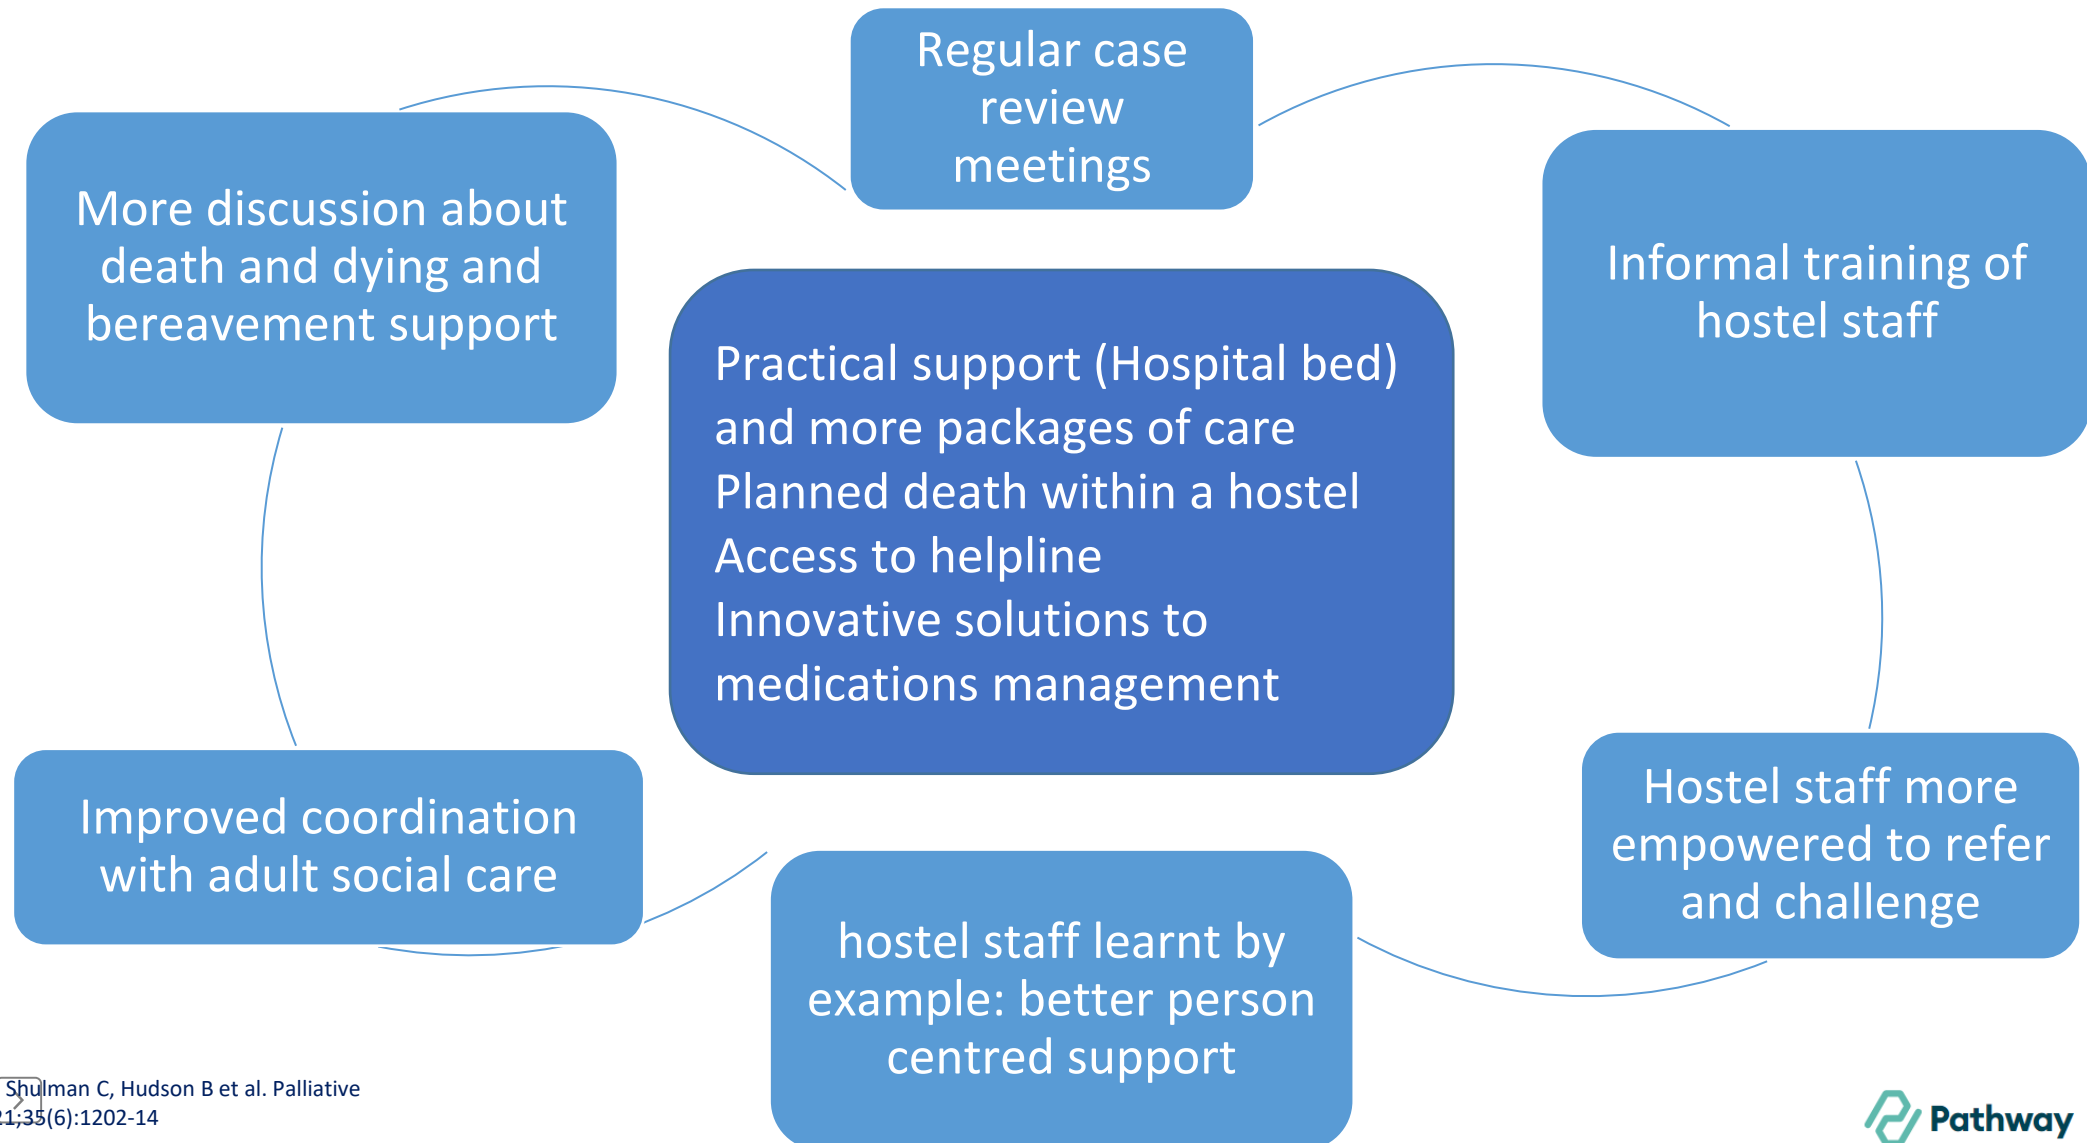 Regular case
review
meetings
More discussion about
death and dying and
bereavement support
Informal training of
hostel staff
Practical support (Hospital bed)
and more packages of care
Planned death within a hostel
Access to helpline
Innovative solutions to
medications management
Improved coordination
with adult social care
Hostel staff more
empowered to refer
and challenge
hostel staff learnt by
example: better person
centred support
Shulman C, Hudson B et al. Palliative
1;35(6):1202-14
Pathway